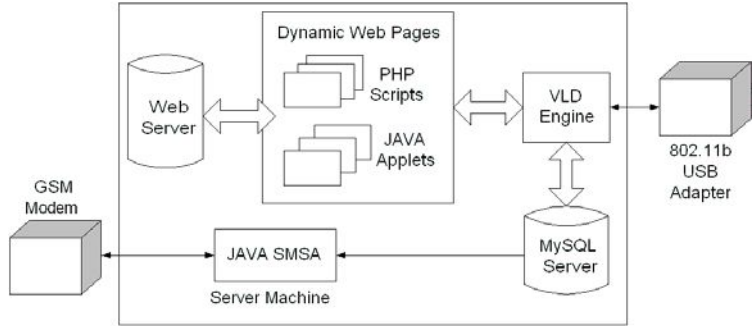 Dynamic Web Pages
PHP
Scripts
JAVA
Applets
Web
Server
VLD
Engine
802.11b
USB
Adapter
GSM
Modem
JAVA SMSA
MySQL
Server
Server Machine